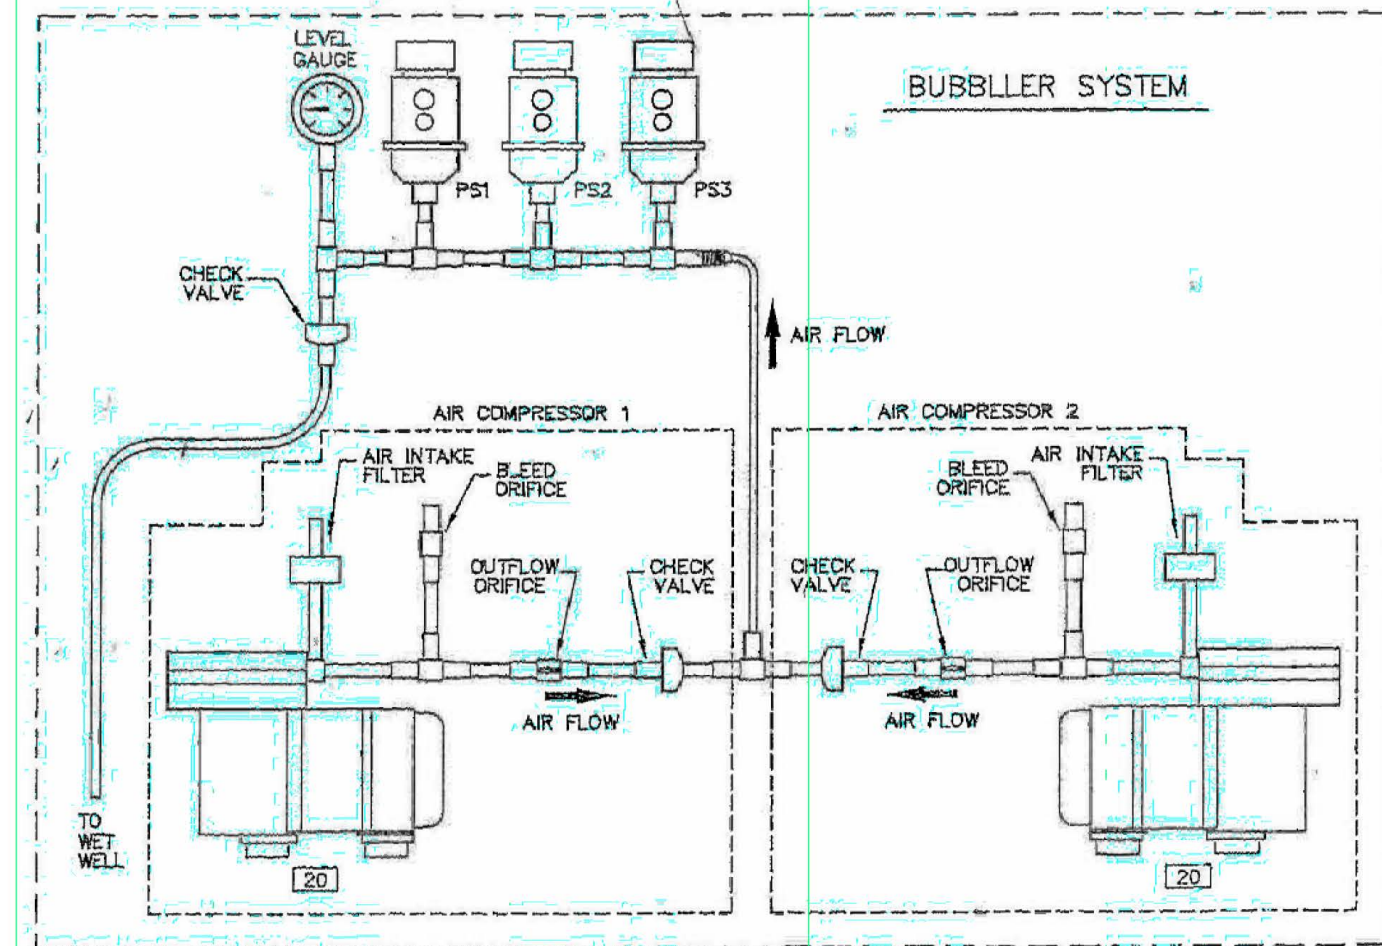 LEVEL
GAUGE
BUBBLLER SYSTEM
PS1
PS2
PS3
CHECK
VALVE
AIR FLOW
AIR COMPRESSOR 1
AIR COMPRESSOR 2
AIR INTAKE
FILTER
BLEED
ORIFICE
BLEED
ORIFICE
AIR INTAKE
FILTER
OUTFLOW
ORIFICE
CHECK
VALVE
CHECK
VALVE
OUTFLOW
ORIFICE
AIR FLOW
AIR FLOW
TO
WET
WELL
20
20